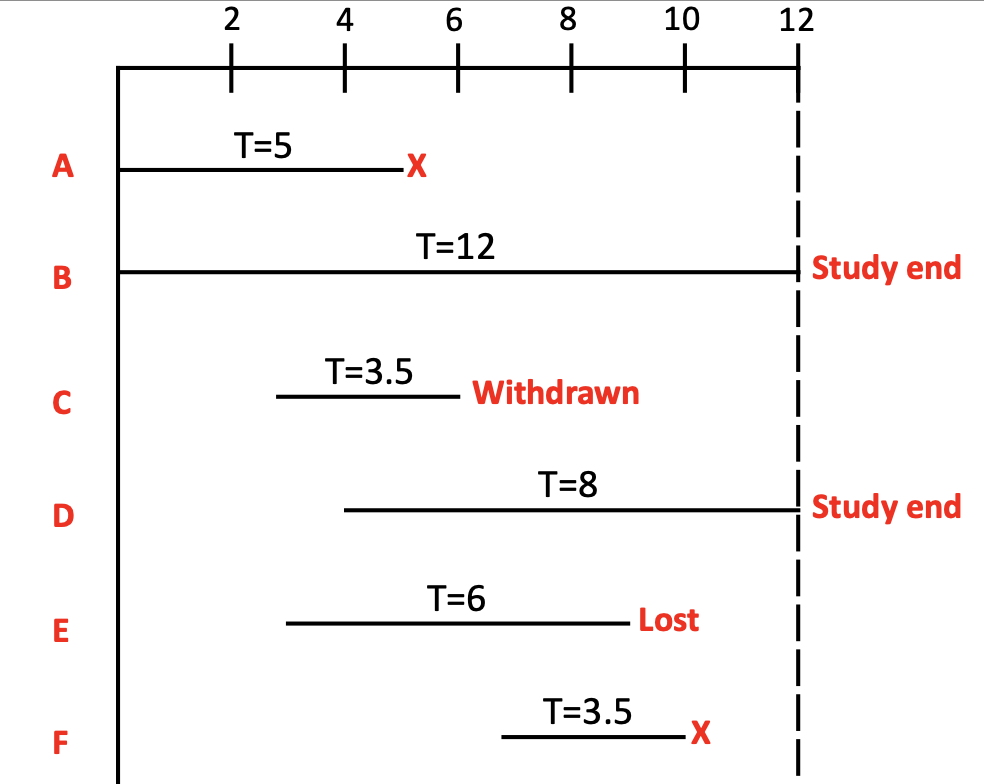 2 4 6 8 10 12
T=5
A X
T=12
B Study end
T=3.5
C Withdrawn
T=8
D Study end
T=6
E Lost
T=3.5
F X